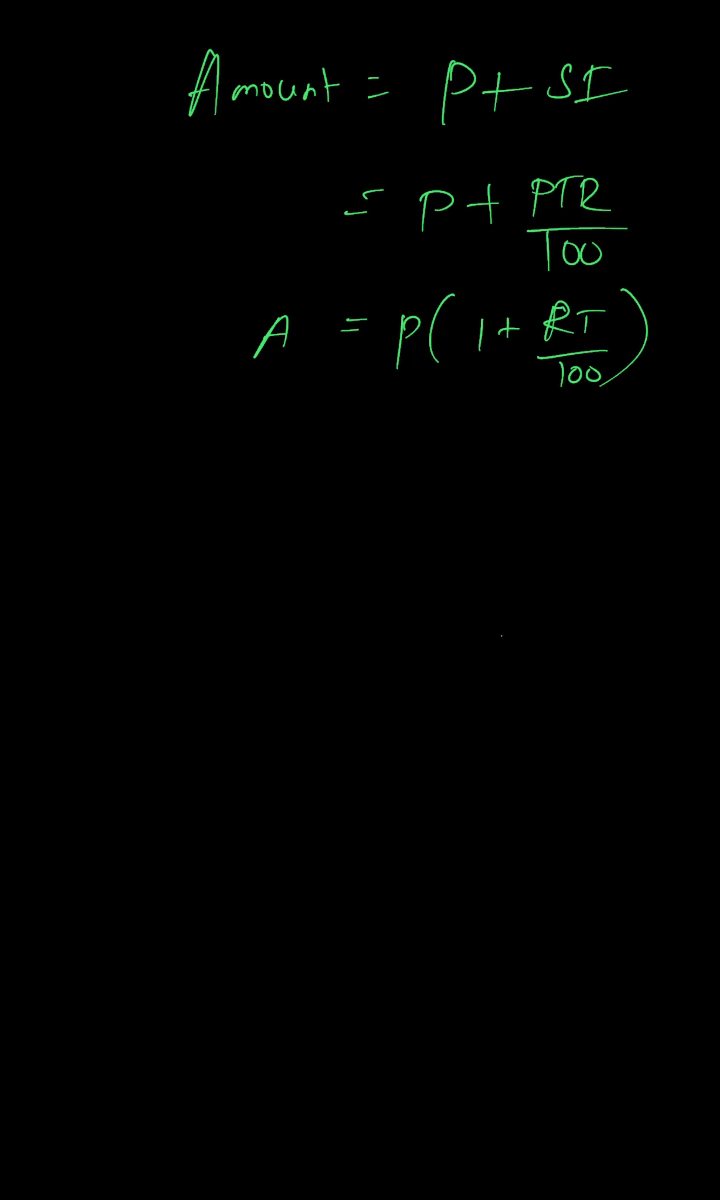 Amount = P + SI
= P + PTR/100
A = P(1 + RT/100)